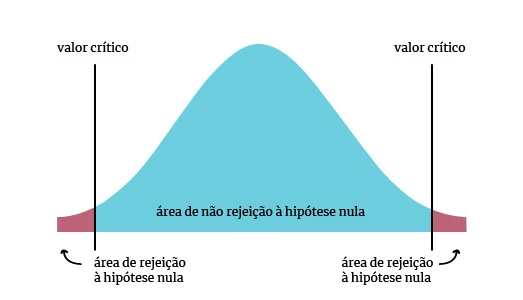 valor crítico
valor crítico
área de não rejeição à hipótese nula
área de rejeição
à hipótese nula
área de rejeição
à hipótese nula